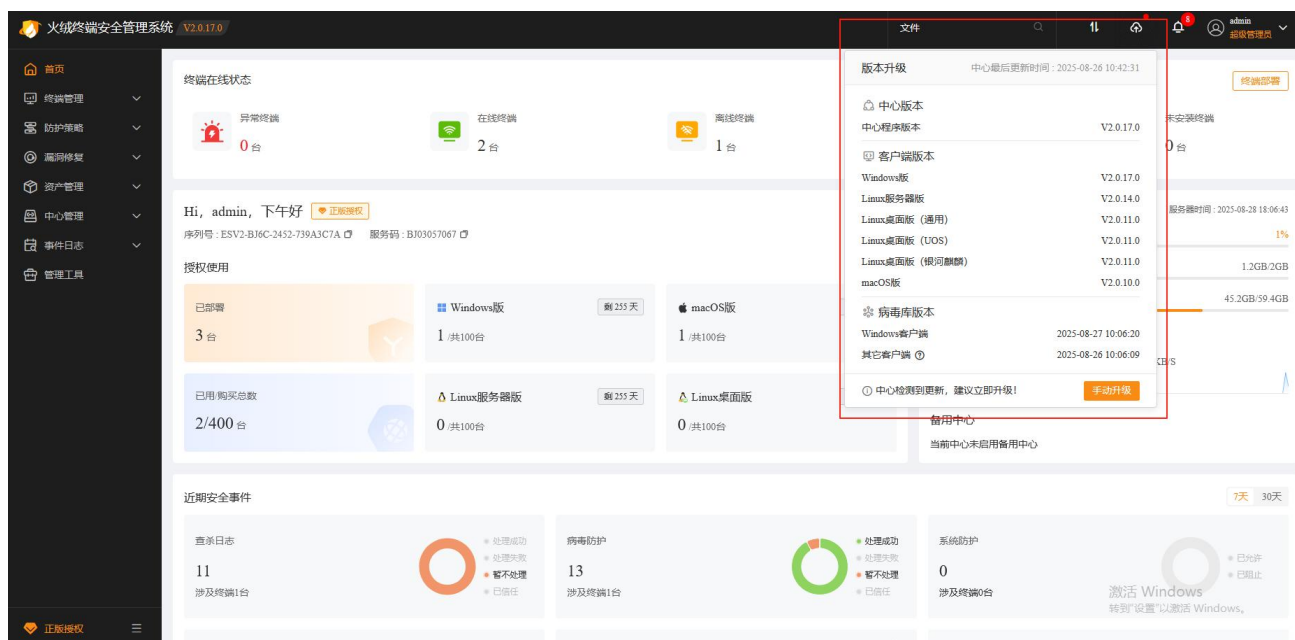 火绒终端安全管理系统 V2.0.17.0
文件
8
admin
超级管理员
首页
终端管理
防护策略
漏洞修复
资产管理
中心管理
事件日志
管理工具
正版授权
终端在线状态
终端部署
异常终端
0 台
在线终端
2 台
离线终端
1 台
未安装终端
0 台
版本升级 中心最后更新时间 : 2025-08-26 10:42:31
中心版本
中心程序版本 V2.0.17.0
客户端版本
Windows版 V2.0.17.0
Linux服务器版 V2.0.14.0
Linux桌面版（通用） V2.0.11.0
Linux桌面版（UOS） V2.0.11.0
Linux桌面版（银河麒麟） V2.0.11.0
macOS版 V2.0.10.0
病毒库版本
Windows客户端 2025-08-27 10:06:20
其它客户端 2025-08-26 10:06:09
中心检测到更新，建议立即升级！ 手动升级
Hi，admin，下午好 正版授权
序列号 : ESV2-BJ6C-2452-739A3C7A 服务码 : BJ03057067
授权使用
已部署
3 台
Windows版 剩 255 天
1 /共100台
macOS版
1 /共100台
已用/购买总数
2/400 台
Linux服务器版 剩 255 天
0 /共100台
Linux桌面版
0 /共100台
服务器时间 : 2025-08-28 18:06:43
1%
1.2GB/2GB
45.2GB/59.4GB
KB/S
备用中心
当前中心未启用备用中心
近期安全事件
7天 30天
查杀日志
11
涉及终端1台
处理成功
处理失败
暂不处理
已信任
病毒防护
13
涉及终端1台
处理成功
处理失败
暂不处理
已信任
系统防护
0
涉及终端0台
已允许
已阻止
激活 Windows
转到"设置"以激活 Windows。